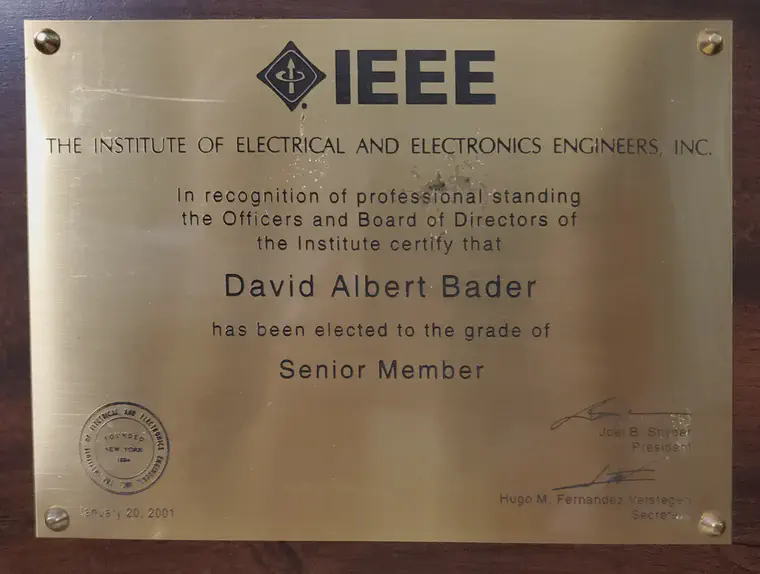 IEEE
THE INSTITUTE OF ELECTRICAL AND ELECTRONICS ENGINEERS, INC.
In recognition of professional standing
the Officers and Board of Directors of
the Institute certify that
David Albert Bader
has been elected to the grade of
Senior Member
THE INSTITUTE OF ELECTRICAL AND ELECTRONICS ENGINEERS, INC.
FOUNDED
NEW YORK
1884
January 20, 2001
Joel B. Snyder
President
Hugo M. Fernandez Verstegen
Secretary